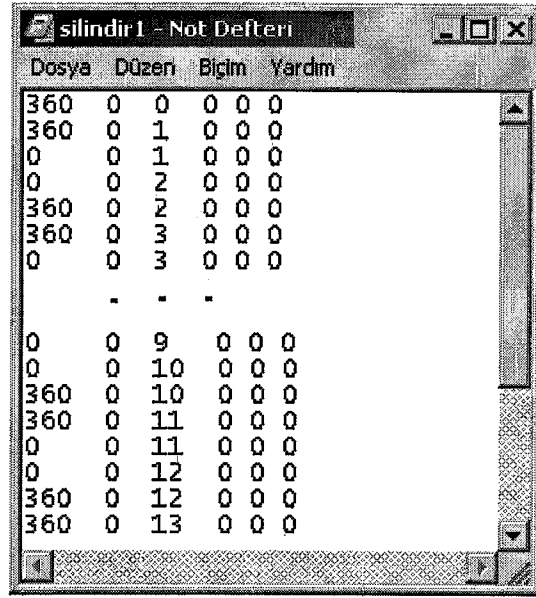 silindir1 - Not Defteri
Dosya Düzen Biçim Yardım
360 0 0 0 0 0
360 0 1 0 0 0
0 0 1 0 0 0
0 0 2 0 0 0
360 0 2 0 0 0
360 0 3 0 0 0
0 0 3 0 0 0
- - -
0 0 9 0 0 0
0 0 10 0 0 0
360 0 10 0 0 0
360 0 11 0 0 0
0 0 11 0 0 0
0 0 12 0 0 0
360 0 12 0 0 0
360 0 13 0 0 0